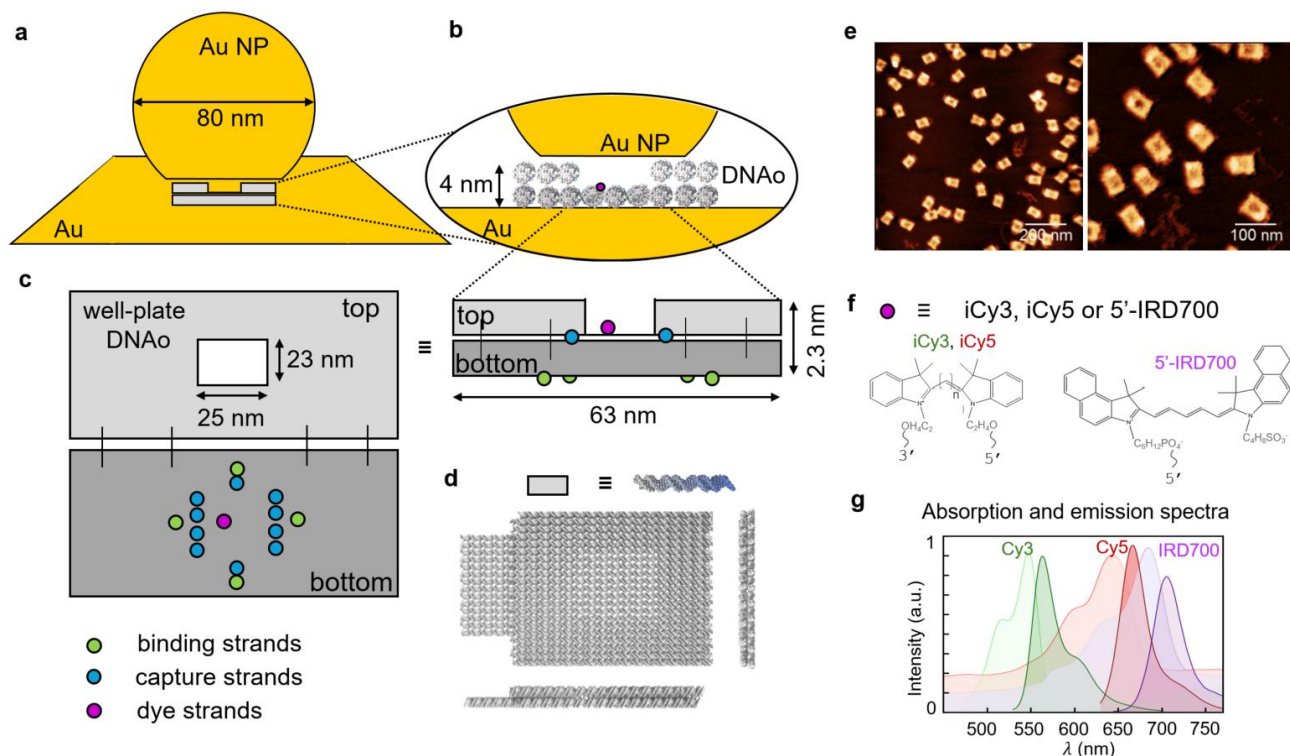 a
Au NP
80 nm
Au
b
Au NP
4 nm
DNAo
top
bottom
2.3 nm
63 nm
c
well-plate
DNAo
top
23 nm
25 nm
bottom
binding strands
capture strands
dye strands
≡
d
≡
e
200 nm
100 nm
f
≡ iCy3, iCy5 or 5'-IRD700
iCy3, iCy5
n
N⁺
N
OH₄C₂
C₂H₄O
3'
5'
5'-IRD700
N⁺
N
C₆H₁₂PO₄⁻
C₄H₈SO₃⁻
5'
g
Absorption and emission spectra
1
Cy3
Cy5
IRD700
Intensity (a.u.)
0
500 550 600 650 700 750
λ (nm)